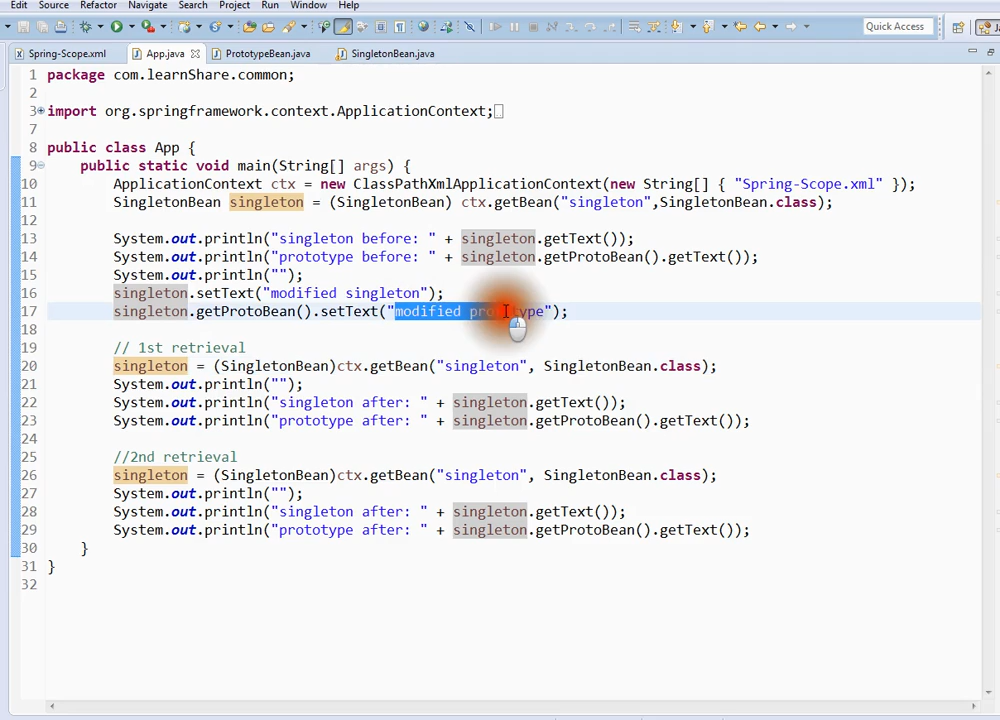 Edit Source Refactor Navigate Search Project Run Window Help
Quick Access
Spring-Scope.xml App.java PrototypeBean.java SingletonBean.java
1 package com.learnShare.common;
2
3 import org.springframework.context.ApplicationContext;
7
8 public class App {
9 public static void main(String[] args) {
10 ApplicationContext ctx = new ClassPathXmlApplicationContext(new String[] { "Spring-Scope.xml" });
11 SingletonBean singleton = (SingletonBean) ctx.getBean("singleton",SingletonBean.class);
12
13 System.out.println("singleton before: " + singleton.getText());
14 System.out.println("prototype before: " + singleton.getProtoBean().getText());
15 System.out.println("");
16 singleton.setText("modified singleton");
17 singleton.getProtoBean().setText("modified prototype");
18
19 // 1st retrieval
20 singleton = (SingletonBean)ctx.getBean("singleton", SingletonBean.class);
21 System.out.println("");
22 System.out.println("singleton after: " + singleton.getText());
23 System.out.println("prototype after: " + singleton.getProtoBean().getText());
24
25 //2nd retrieval
26 singleton = (SingletonBean)ctx.getBean("singleton", SingletonBean.class);
27 System.out.println("");
28 System.out.println("singleton after: " + singleton.getText());
29 System.out.println("prototype after: " + singleton.getProtoBean().getText());
30 }
31 }
32